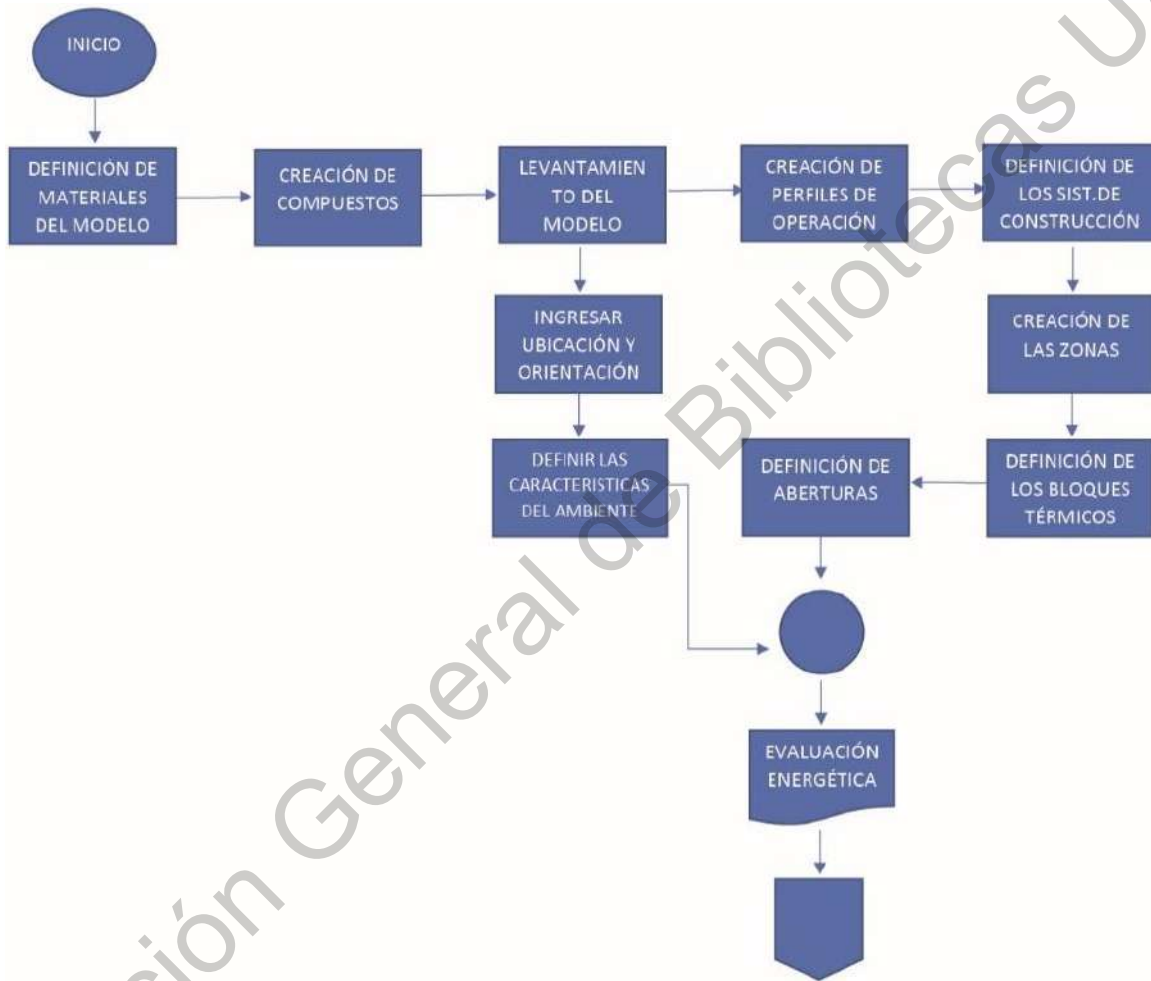 INICIO
DEFINICIÓN DE
MATERIALES
DEL MODELO
CREACIÓN DE
COMPUESTOS
LEVANTAMIEN
TO DEL
MODELO
CREACIÓN DE
PERFILES DE
OPERACIÓN
DEFINICIÓN DE
LOS SIST.DE
CONSTRUCCIÓN
INGRESAR
UBICACIÓN Y
ORIENTACIÓN
CREACIÓN DE
LAS ZONAS
DEFINIR LAS
CARACTERISTICAS
DEL AMBIENTE
DEFINICIÓN DE
ABERTURAS
DEFINICIÓN DE
LOS BLOQUES
TÉRMICOS
EVALUACIÓN
ENERGÉTICA
ción General de Bibliotecas U